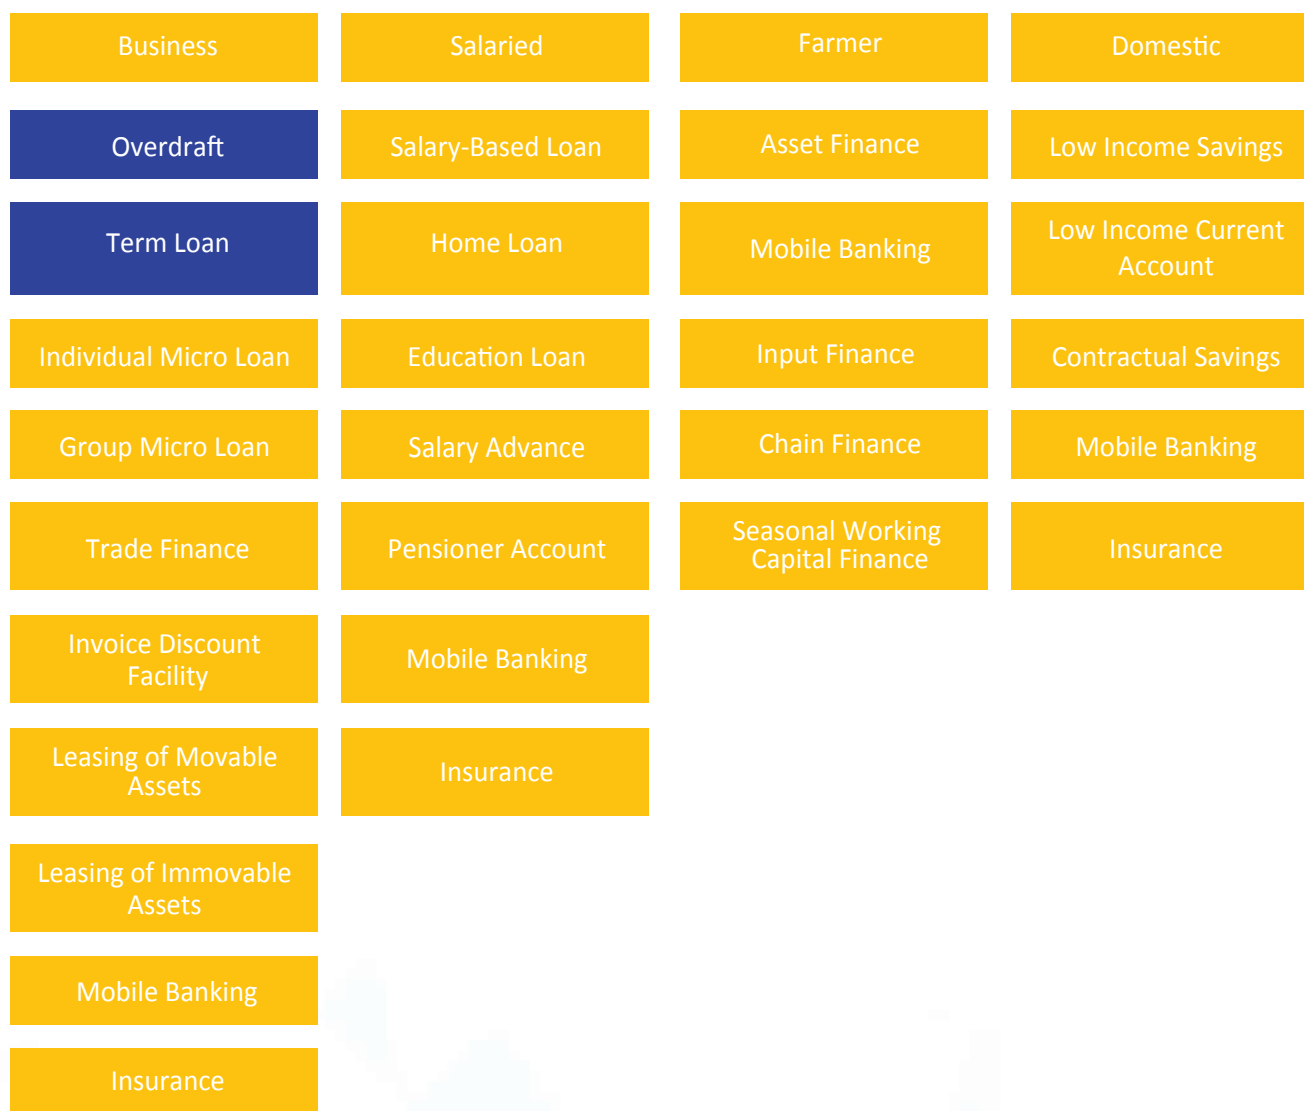 Business
Salaried
Farmer
Domestic
Overdraft
Salary-Based Loan
Asset Finance
Low Income Savings
Term Loan
Home Loan
Mobile Banking
Low Income Current
Account
Individual Micro Loan
Education Loan
Input Finance
Contractual Savings
Group Micro Loan
Salary Advance
Chain Finance
Mobile Banking
Trade Finance
Pensioner Account
Seasonal Working
Capital Finance
Insurance
Invoice Discount
Facility
Mobile Banking
Leasing of Movable
Assets
Insurance
Leasing of Immovable
Assets
Mobile Banking
Insurance